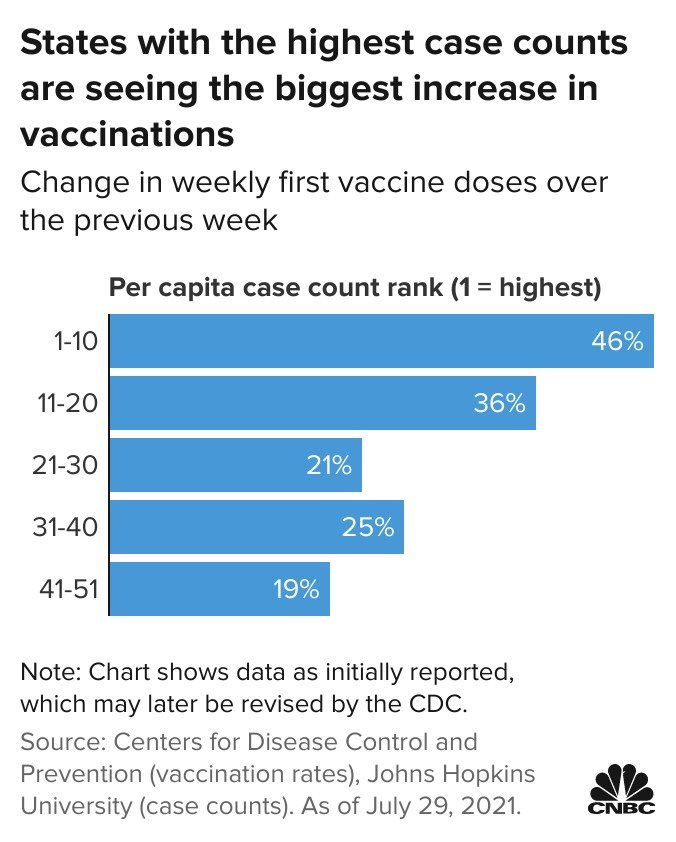 States with the highest case counts
are seeing the biggest increase in
vaccinations
Change in weekly first vaccine doses over
the previous week
Per capita case count rank (1 = highest)
1-10 46%
11-20 36%
21-30 21%
31-40 25%
41-51 19%
Note: Chart shows data as initially reported,
which may later be revised by the CDC.
Source: Centers for Disease Control and
Prevention (vaccination rates), Johns Hopkins
University (case counts). As of July 29, 2021.
CNBC